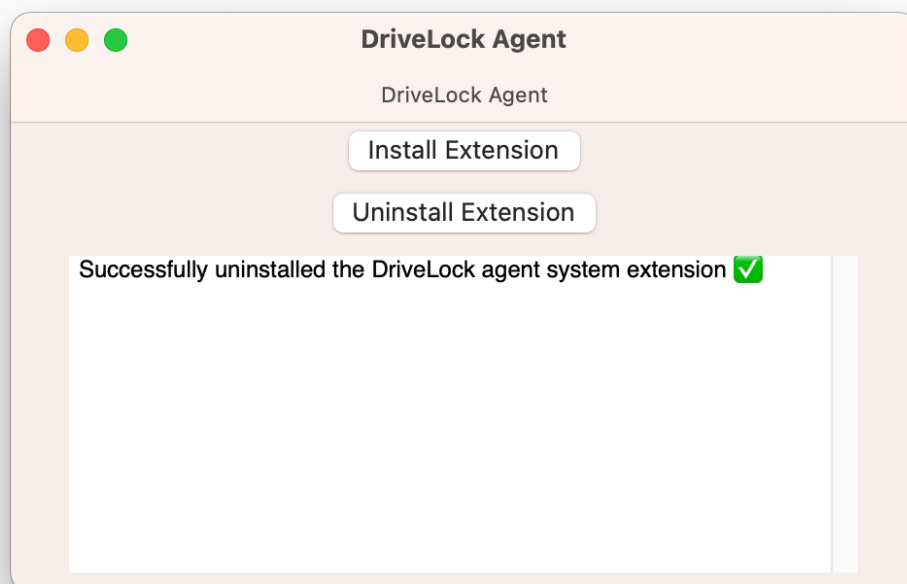 DriveLock Agent
DriveLock Agent
Install Extension
Uninstall Extension
Successfully uninstalled the DriveLock agent system extension ✅